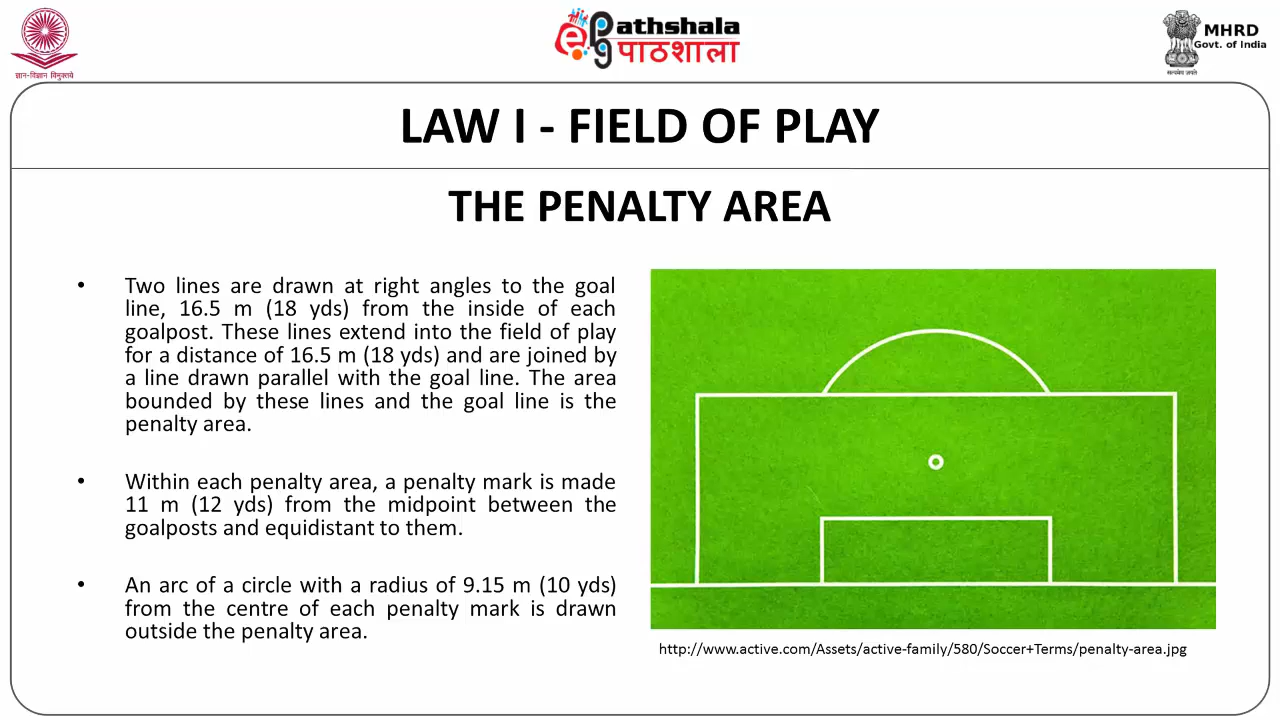 ज्ञान-विज्ञान विमुक्तये
ePathshala
पाठशाला
MHRD
Govt. of India
सत्यमेव जयते
LAW I - FIELD OF PLAY
THE PENALTY AREA
• Two lines are drawn at right angles to the goal
line, 16.5 m (18 yds) from the inside of each
goalpost. These lines extend into the field of play
for a distance of 16.5 m (18 yds) and are joined by
a line drawn parallel with the goal line. The area
bounded by these lines and the goal line is the
penalty area.
• Within each penalty area, a penalty mark is made
11 m (12 yds) from the midpoint between the
goalposts and equidistant to them.
• An arc of a circle with a radius of 9.15 m (10 yds)
from the centre of each penalty mark is drawn
outside the penalty area.
http://www.active.com/Assets/active-family/580/Soccer+Terms/penalty-area.jpg